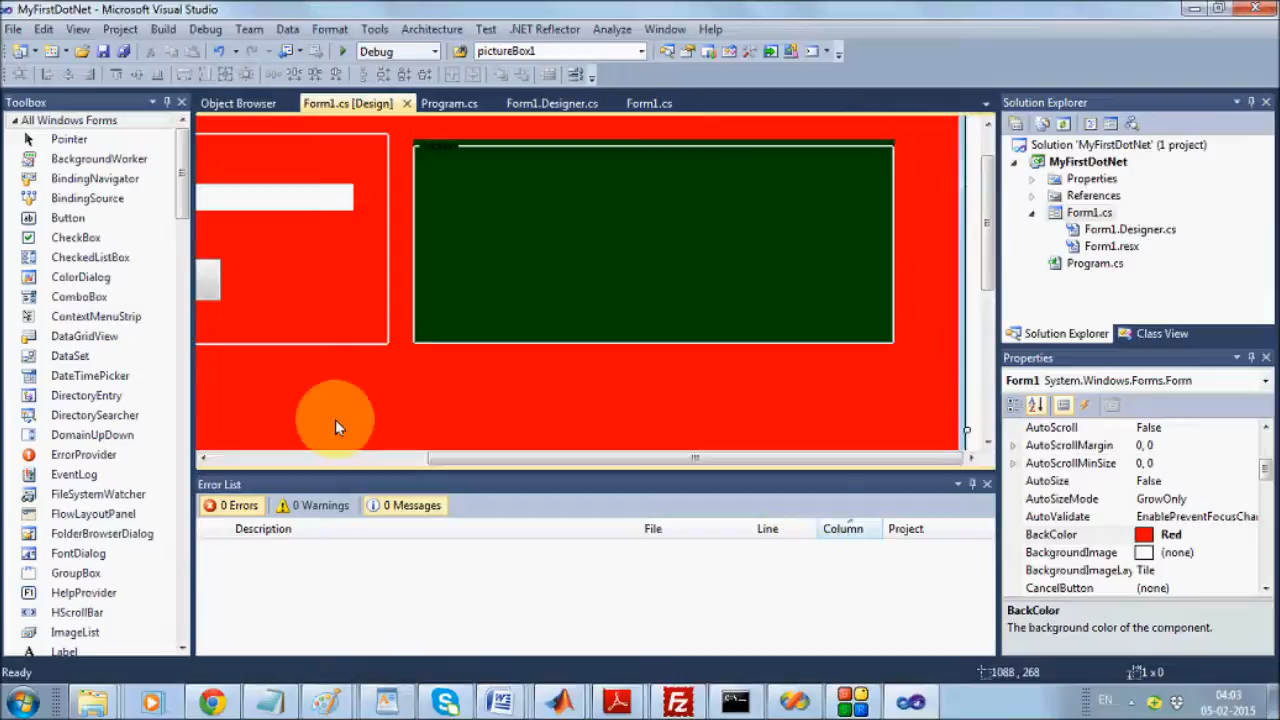 MyFirstDotNet - Microsoft Visual Studio
File Edit View Project Build Debug Team Data Format Tools Architecture Test .NET Reflector Analyze Window Help
Debug pictureBox1
Toolbox
All Windows Forms
Pointer
BackgroundWorker
BindingNavigator
BindingSource
Button
CheckBox
CheckedListBox
ColorDialog
ComboBox
ContextMenuStrip
DataGridView
DataSet
DateTimePicker
DirectoryEntry
DirectorySearcher
DomainUpDown
ErrorProvider
EventLog
FileSystemWatcher
FlowLayoutPanel
FolderBrowserDialog
FontDialog
GroupBox
HelpProvider
HScrollBar
ImageList
Label
Object Browser Form1.cs [Design] Program.cs Form1.Designer.cs Form1.cs
Error List
0 Errors 0 Warnings 0 Messages
Description File Line Column Project
Solution Explorer
Solution 'MyFirstDotNet' (1 project)
MyFirstDotNet
Properties
References
Form1.cs
Form1.Designer.cs
Form1.resx
Program.cs
Solution Explorer Class View
Properties
Form1 System.Windows.Forms.Form
AutoScroll False
AutoScrollMargin 0, 0
AutoScrollMinSize 0, 0
AutoSize False
AutoSizeMode GrowOnly
AutoValidate EnablePreventFocusChar
BackColor Red
BackgroundImage (none)
BackgroundImageLay Tile
CancelButton (none)
BackColor
The background color of the component.
Ready 1088 , 268 1 x 0
EN 04:03
05-02-2015